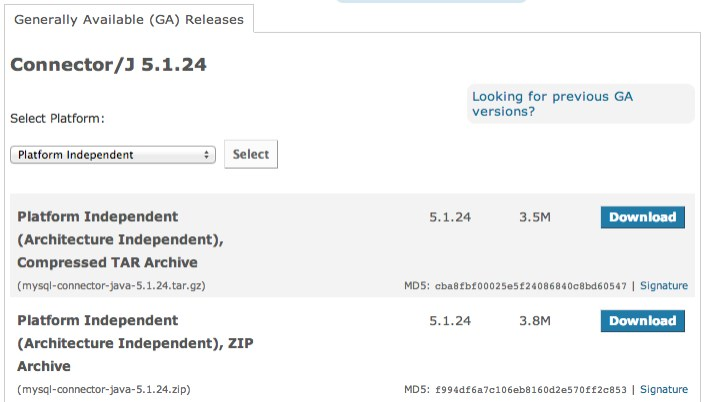 Generally Available (GA) Releases
Connector/J 5.1.24
Looking for previous GA
versions?
Select Platform:
Platform Independent
Select
Platform Independent 5.1.24 3.5M Download
(Architecture Independent),
Compressed TAR Archive
(mysql-connector-java-5.1.24.tar.gz) MD5: cba8fbf00025e5f24086840c8bd60547 | Signature
Platform Independent 5.1.24 3.8M Download
(Architecture Independent), ZIP
Archive
(mysql-connector-java-5.1.24.zip) MD5: f994df6a7c106eb8160d2e570ff2c853 | Signature